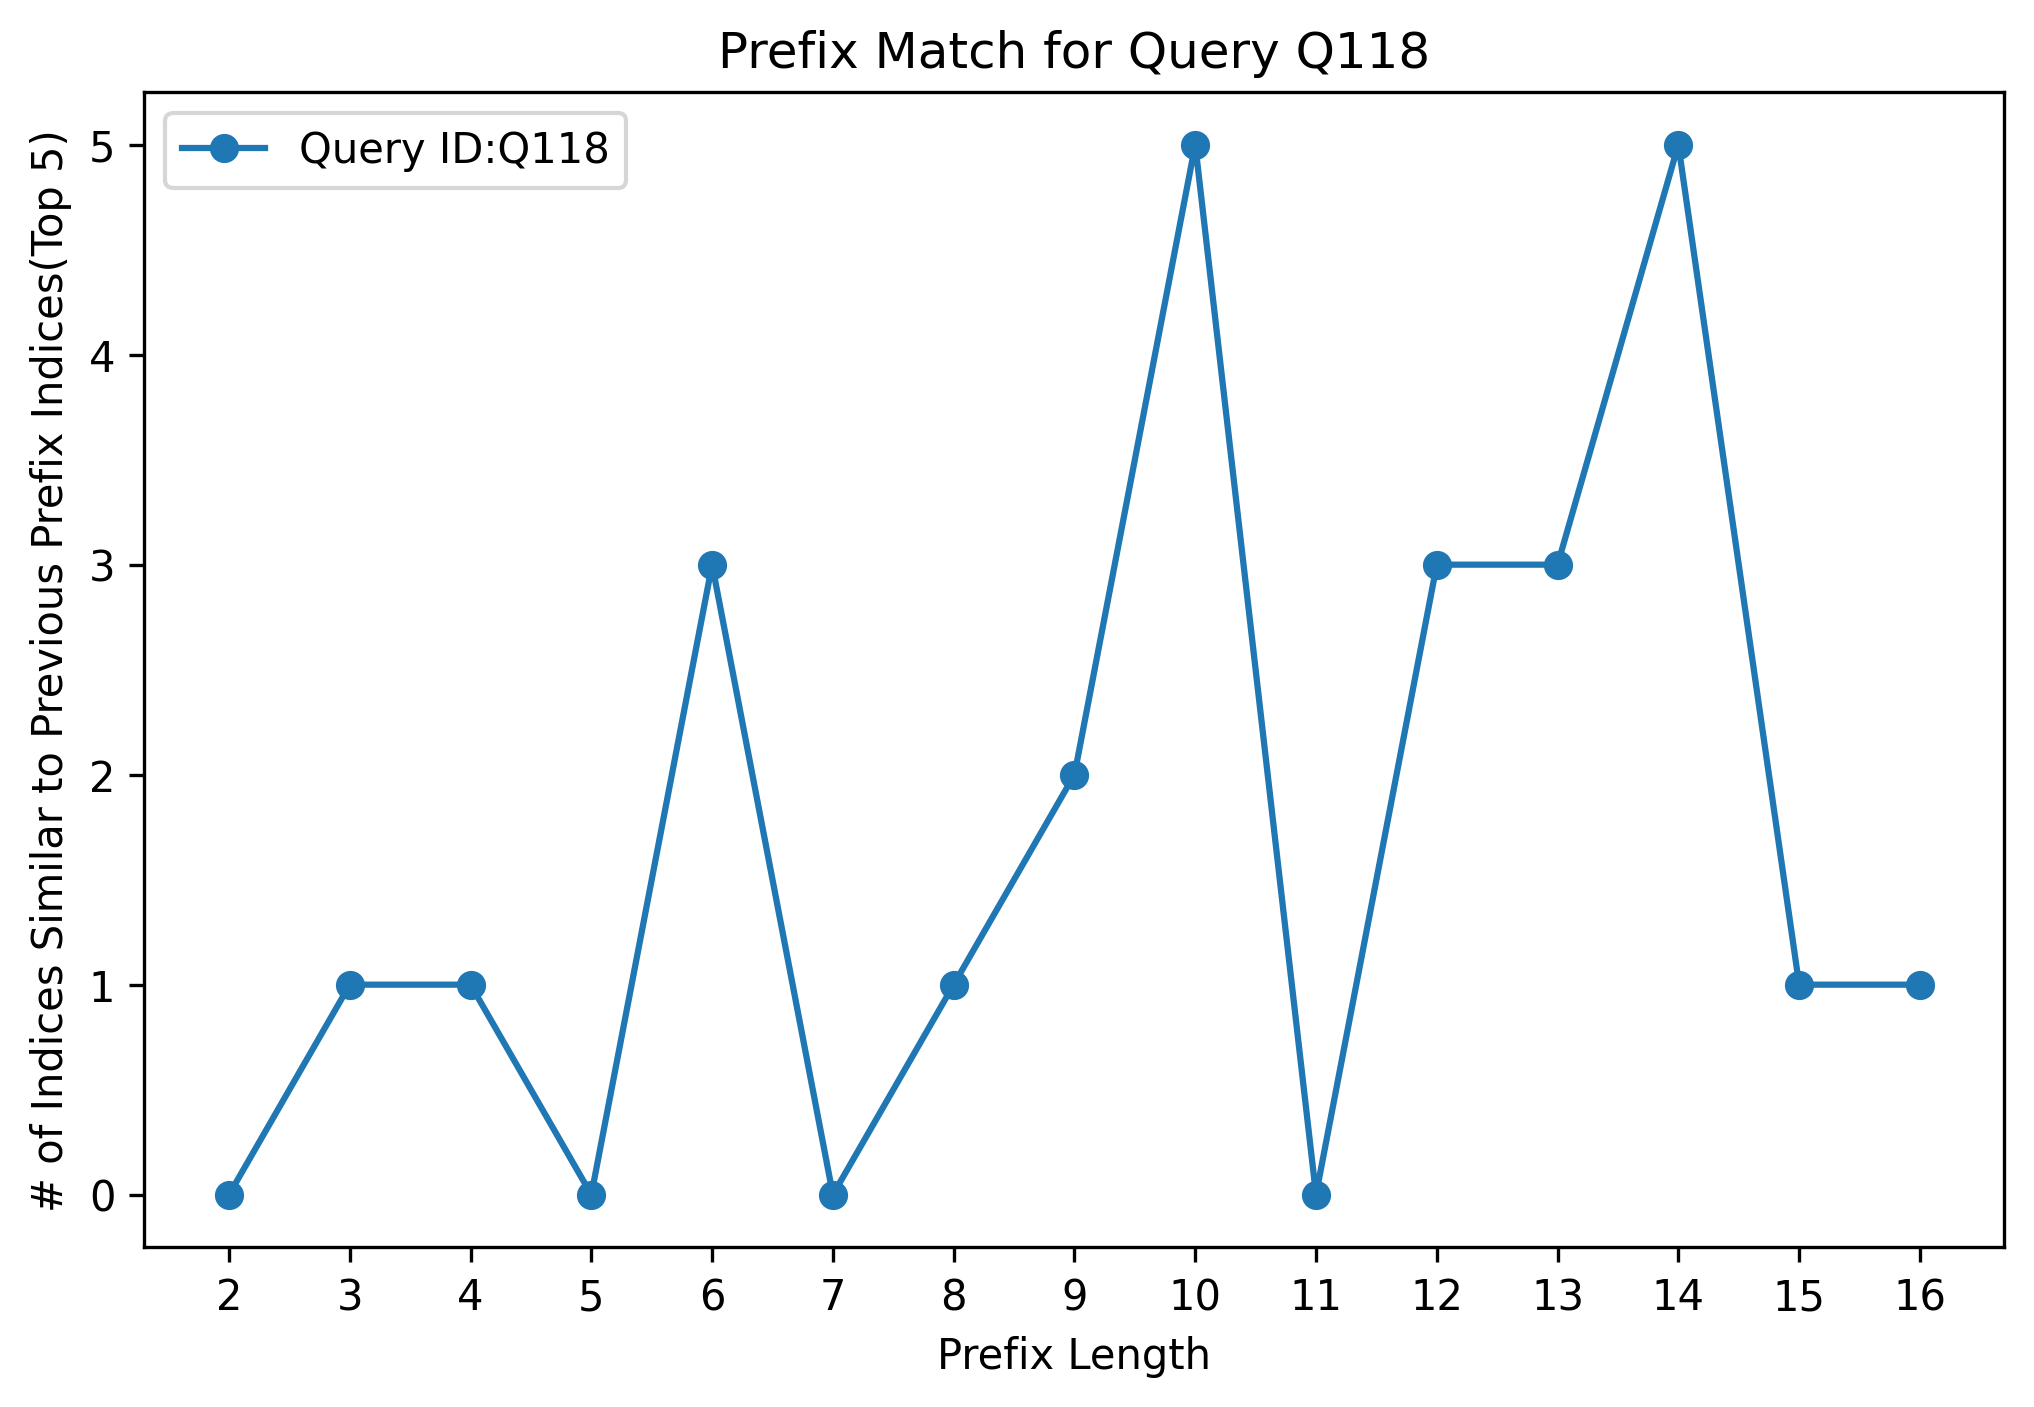 Prefix Match for Query Q118
Query ID:Q118
# of Indices Similar to Previous Prefix Indices(Top 5)
5
4
3
2
1
0
2 3 4 5 6 7 8 9 10 11 12 13 14 15 16
Prefix Length